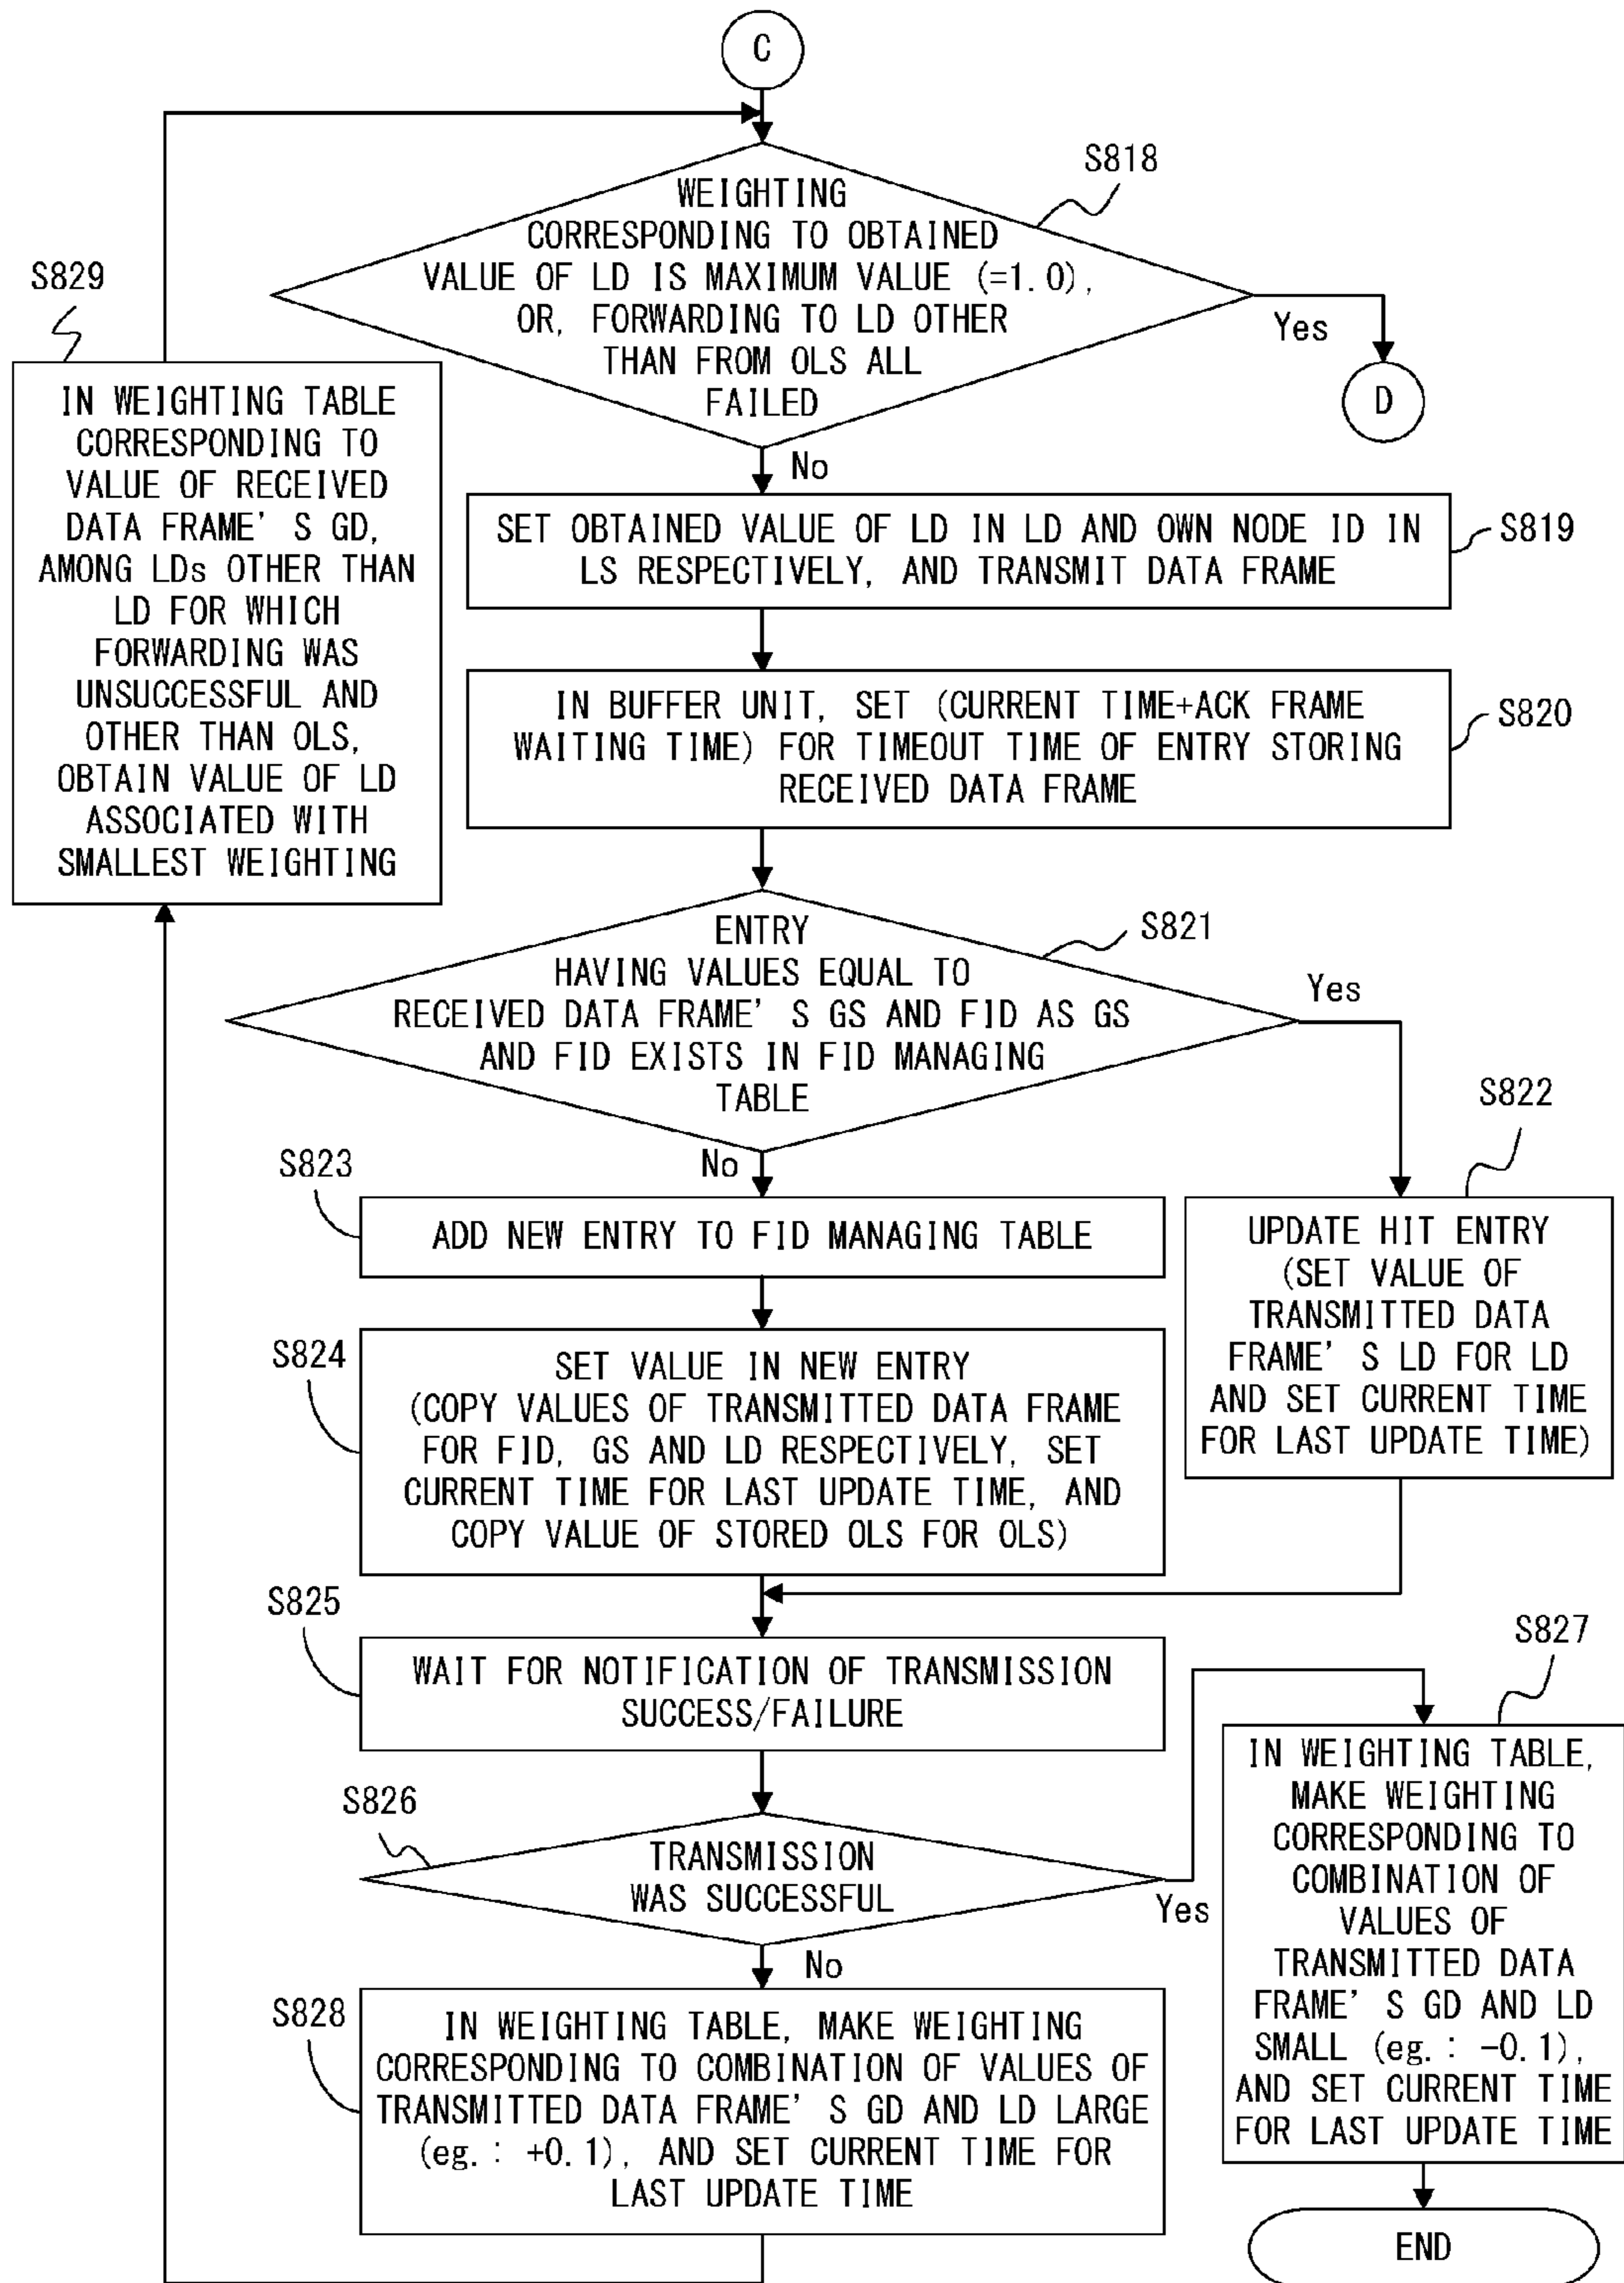 C
S818
WEIGHTING
CORRESPONDING TO OBTAINED
VALUE OF LD IS MAXIMUM VALUE (=1.0),
OR, FORWARDING TO LD OTHER
THAN FROM OLS ALL
FAILED
Yes
D
No
S829
IN WEIGHTING TABLE
CORRESPONDING TO
VALUE OF RECEIVED
DATA FRAME' S GD,
AMONG LDs OTHER THAN
LD FOR WHICH
FORWARDING WAS
UNSUCCESSFUL AND
OTHER THAN OLS,
OBTAIN VALUE OF LD
ASSOCIATED WITH
SMALLEST WEIGHTING
SET OBTAINED VALUE OF LD IN LD AND OWN NODE ID IN
LS RESPECTIVELY, AND TRANSMIT DATA FRAME
S819
IN BUFFER UNIT, SET (CURRENT TIME+ACK FRAME
WAITING TIME) FOR TIMEOUT TIME OF ENTRY STORING
RECEIVED DATA FRAME
S820
ENTRY
HAVING VALUES EQUAL TO
RECEIVED DATA FRAME' S GS AND FID AS GS
AND FID EXISTS IN FID MANAGING
TABLE
S821
Yes
No
S822
UPDATE HIT ENTRY
(SET VALUE OF
TRANSMITTED DATA
FRAME' S LD FOR LD
AND SET CURRENT TIME
FOR LAST UPDATE TIME)
S823
ADD NEW ENTRY TO FID MANAGING TABLE
S824
SET VALUE IN NEW ENTRY
(COPY VALUES OF TRANSMITTED DATA FRAME
FOR FID, GS AND LD RESPECTIVELY, SET
CURRENT TIME FOR LAST UPDATE TIME, AND
COPY VALUE OF STORED OLS FOR OLS)
S825
WAIT FOR NOTIFICATION OF TRANSMISSION
SUCCESS/FAILURE
S826
TRANSMISSION
WAS SUCCESSFUL
Yes
No
S827
IN WEIGHTING TABLE,
MAKE WEIGHTING
CORRESPONDING TO
COMBINATION OF
VALUES OF
TRANSMITTED DATA
FRAME' S GD AND LD
SMALL (eg.: -0.1),
AND SET CURRENT TIME
FOR LAST UPDATE TIME
S828
IN WEIGHTING TABLE, MAKE WEIGHTING
CORRESPONDING TO COMBINATION OF VALUES OF
TRANSMITTED DATA FRAME' S GD AND LD LARGE
(eg.: +0.1), AND SET CURRENT TIME FOR
LAST UPDATE TIME
END